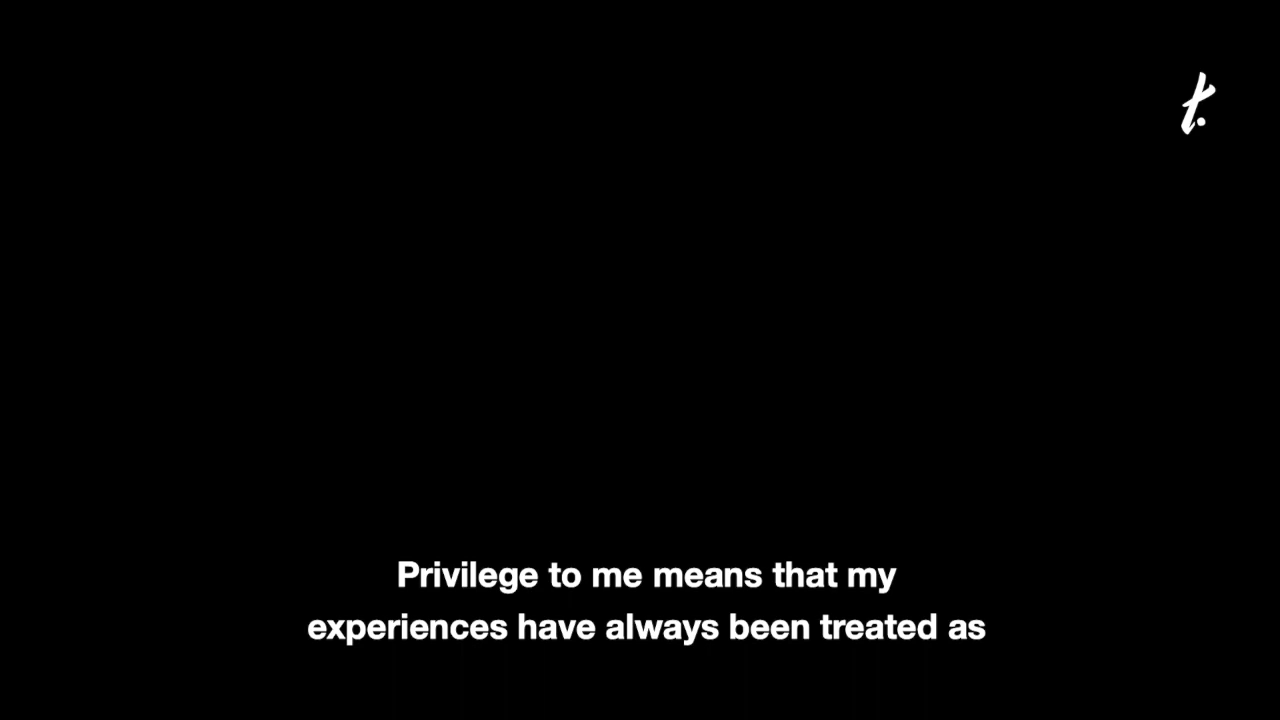 t.
Privilege to me means that my
experiences have always been treated as